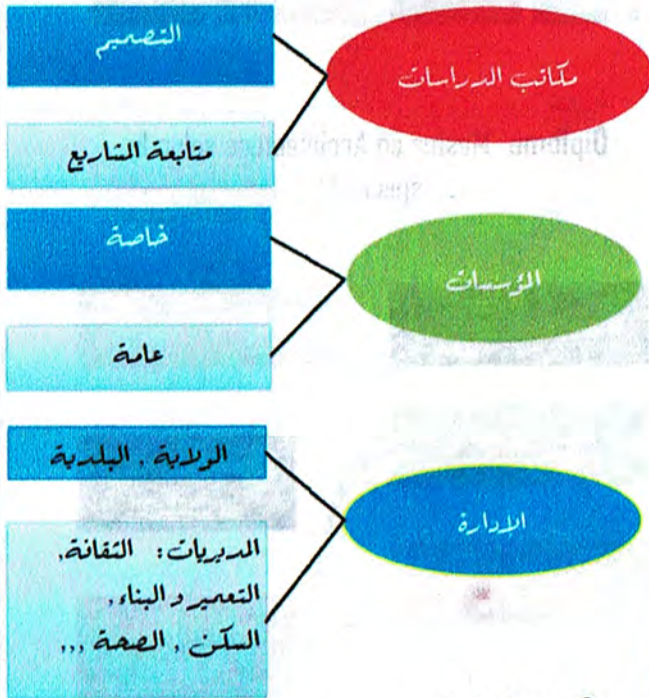 مكاتب الدراسات
التصميم
متابعة المشاريع
المؤسسات
خاصة
عامة
الإدارة
الولاية , البلدية
المديريات: الثقافة,
التعمير و البناء,
السكن , الصحة ,,,